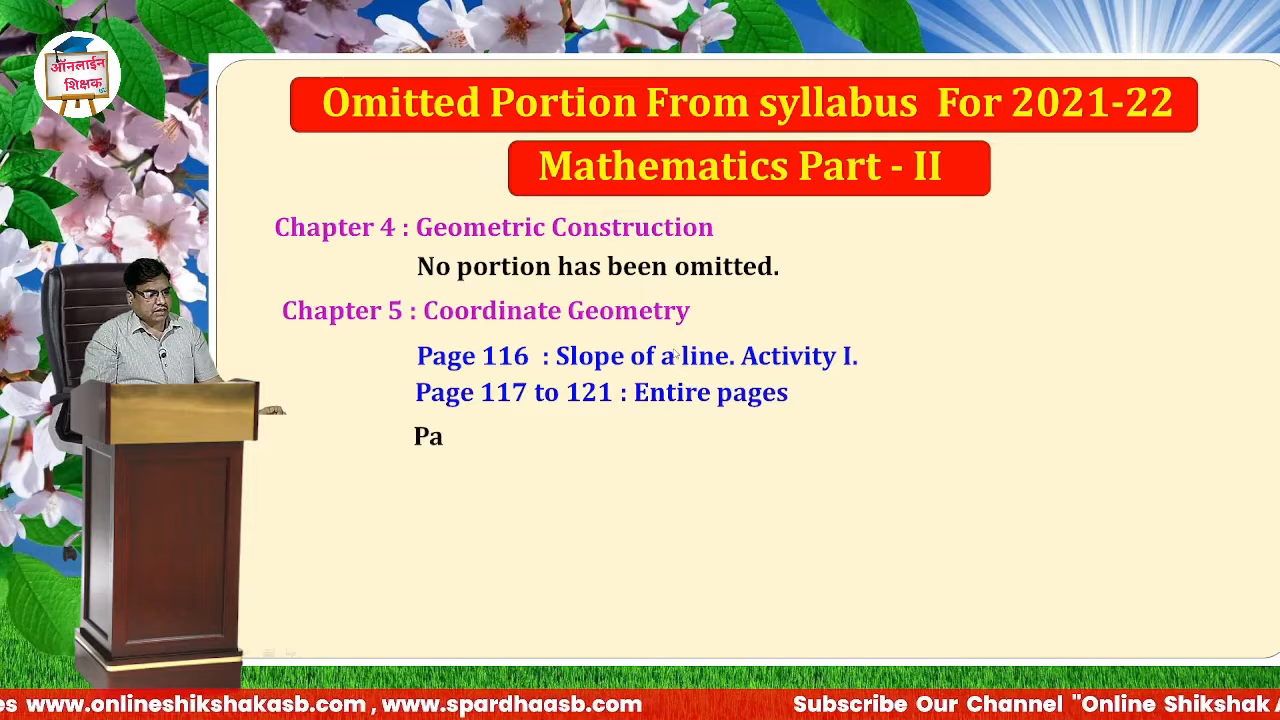 ऑनलाईन
शिक्षक
Omitted Portion From syllabus For 2021-22
Mathematics Part - II
Chapter 4 : Geometric Construction
No portion has been omitted.
Chapter 5 : Coordinate Geometry
Page 116 : Slope of a line. Activity I.
Page 117 to 121 : Entire pages
Pa
es www.onlineshikshakasb.com , www.spardhaasb.com Subscribe Our Channel "Online Shikshak A